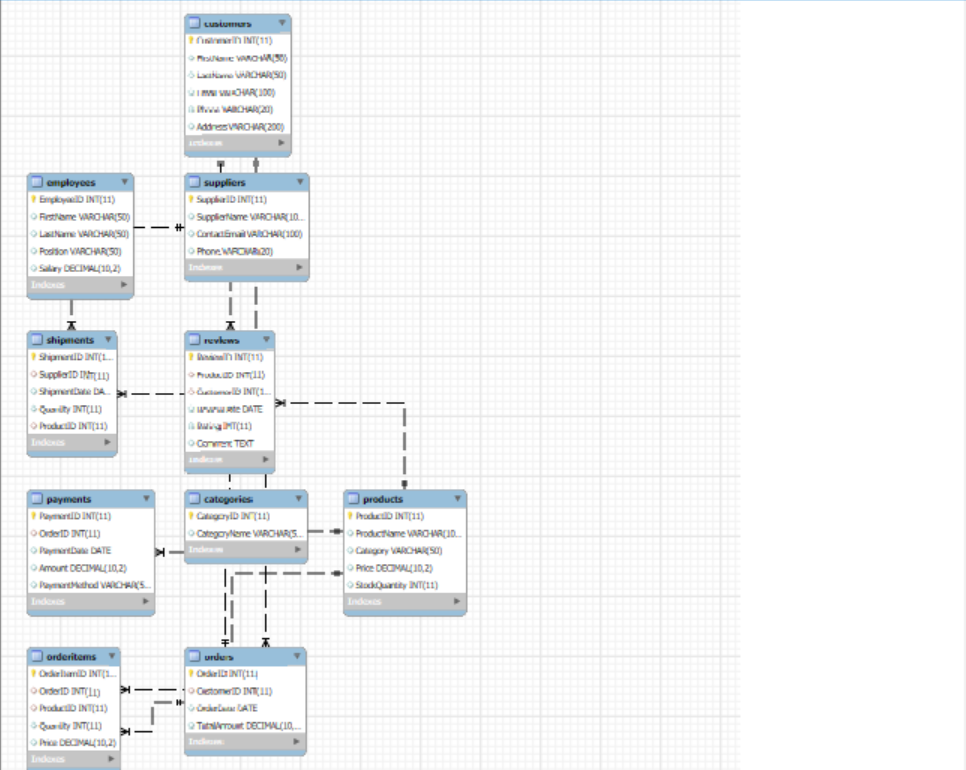 customers
CustomerID INT(11)
FirstName VARCHAR(50)
LastName VARCHAR(50)
Email VARCHAR(100)
Phone VARCHAR(20)
Address VARCHAR(200)
Indexes
employees
EmployeeID INT(11)
FirstName VARCHAR(50)
LastName VARCHAR(50)
Position VARCHAR(50)
Salary DECIMAL(10,2)
Indexes
suppliers
SupplierID INT(11)
SupplierName VARCHAR(10...
ContactEmail VARCHAR(100)
Phone VARCHAR(20)
Indexes
shipments
ShipmentID INT(1...
SupplierID INT(11)
ShipmentDate DA...
Quantity INT(11)
ProductID INT(11)
Indexes
reviews
ReviewID INT(11)
ProductID INT(11)
CustomerID INT(1...
ReviewDate DATE
Rating INT(11)
Comment TEXT
Indexes
payments
PaymentID INT(11)
OrderID INT(11)
PaymentDate DATE
Amount DECIMAL(10,2)
PaymentMethod VARCHAR(5...
Indexes
categories
CategoryID INT(11)
CategoryName VARCHAR(5...
Indexes
products
ProductID INT(11)
ProductName VARCHAR(10...
Category VARCHAR(50)
Price DECIMAL(10,2)
StockQuantity INT(11)
Indexes
orderitems
OrderItemID INT(1...
OrderID INT(11)
ProductID INT(11)
Quantity INT(11)
Price DECIMAL(10,2)
Indexes
orders
OrderID INT(11)
CustomerID INT(11)
OrderDate DATE
TotalAmount DECIMAL(10,...
Indexes